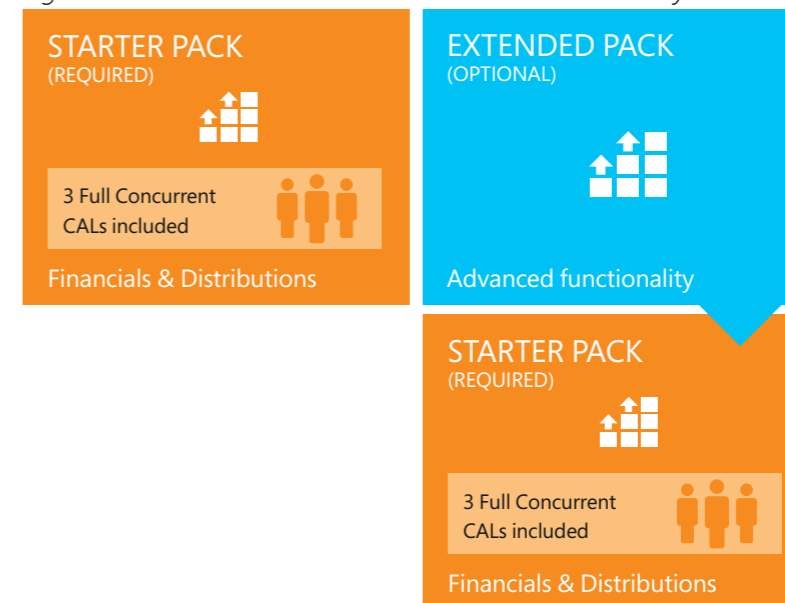 STARTER PACK
(REQUIRED)
3 Full Concurrent
CALs included
Financials & Distributions
EXTENDED PACK
(OPTIONAL)
Advanced functionality
STARTER PACK
(REQUIRED)
3 Full Concurrent
CALs included
Financials & Distributions